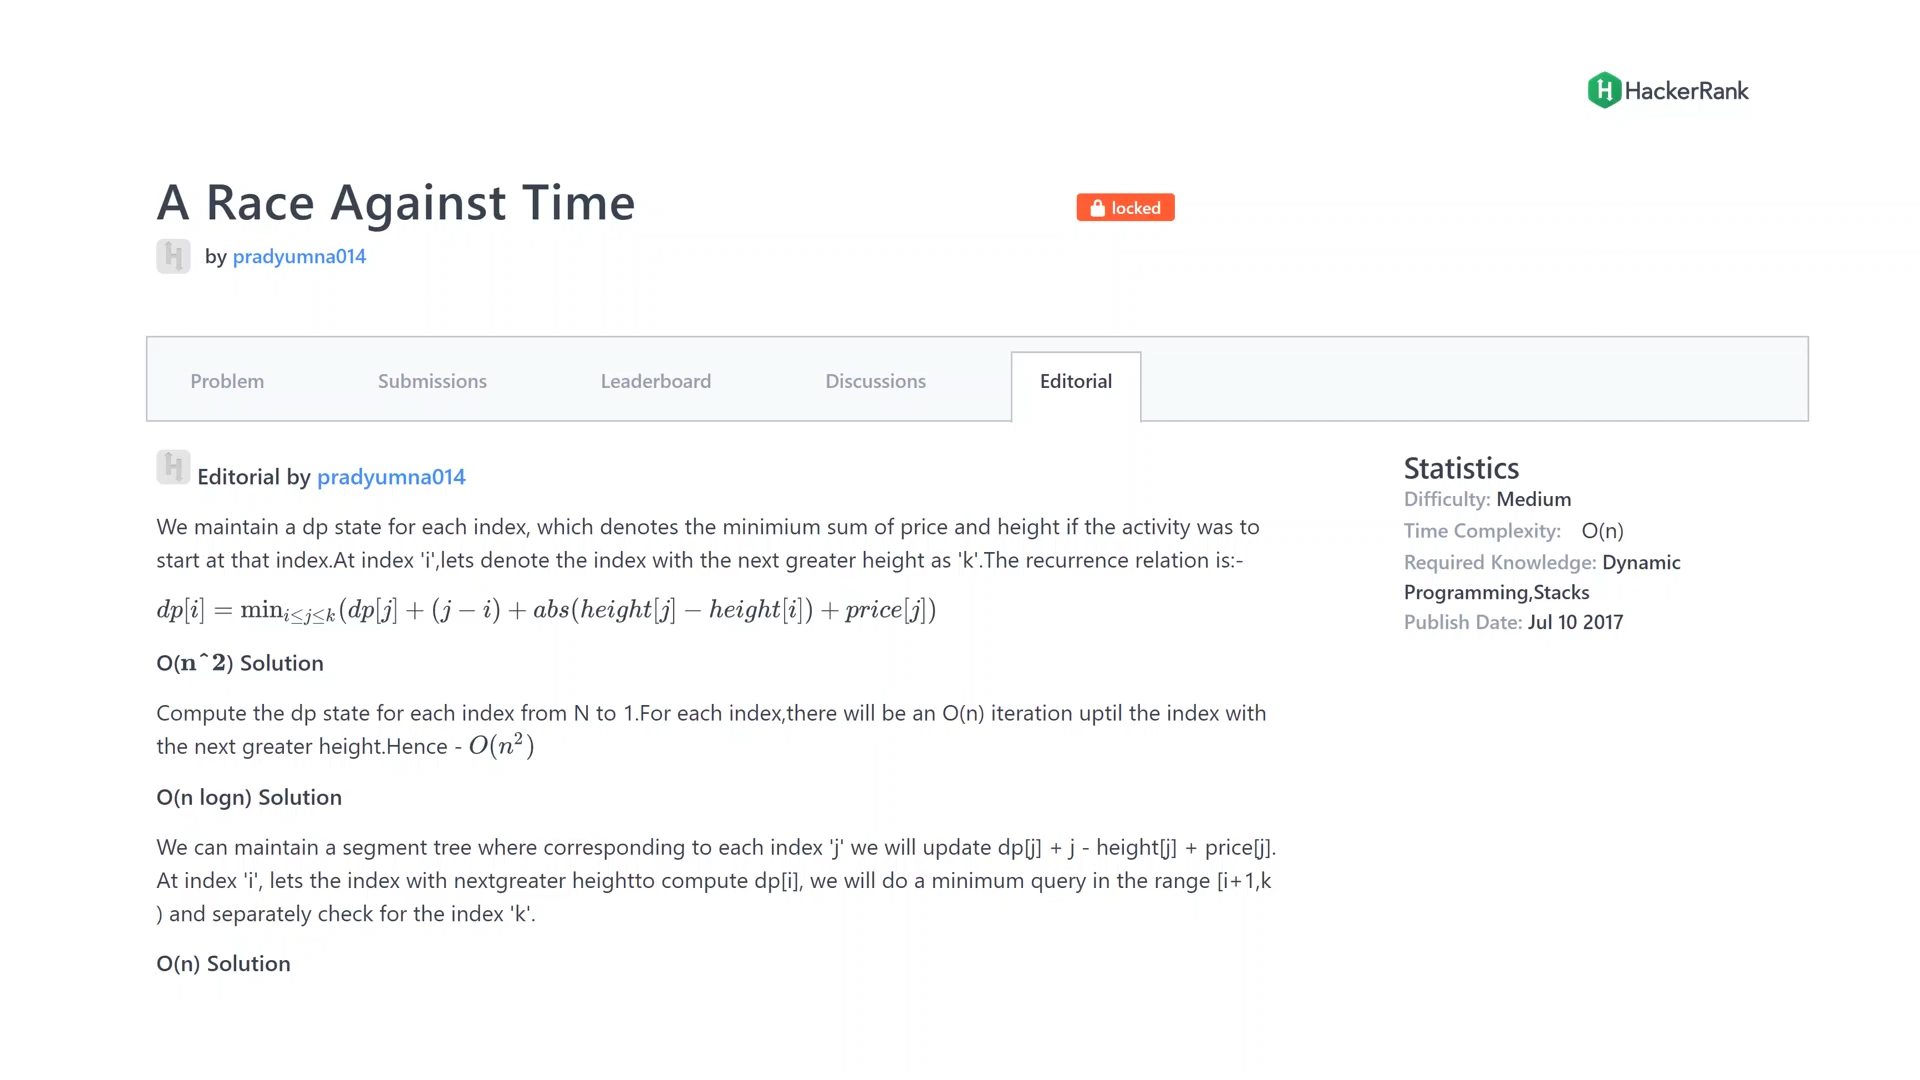 HackerRank
A Race Against Time
locked
by pradyumna014
Problem
Submissions
Leaderboard
Discussions
Editorial
Editorial by pradyumna014
We maintain a dp state for each index, which denotes the minimium sum of price and height if the activity was to
start at that index.At index 'i',lets denote the index with the next greater height as 'k'.The recurrence relation is:-
dp[i] = min_{i≤j≤k}(dp[j] + (j − i) + abs(height[j] − height[i]) + price[j])
O(n^2) Solution
Compute the dp state for each index from N to 1.For each index,there will be an O(n) iteration uptil the index with
the next greater height.Hence - O(n²)
O(n logn) Solution
We can maintain a segment tree where corresponding to each index 'j' we will update dp[j] + j - height[j] + price[j].
At index 'i', lets the index with nextgreater heightto compute dp[i], we will do a minimum query in the range [i+1,k
) and separately check for the index 'k'.
O(n) Solution
Statistics
Difficulty: Medium
Time Complexity: O(n)
Required Knowledge: Dynamic
Programming,Stacks
Publish Date: Jul 10 2017